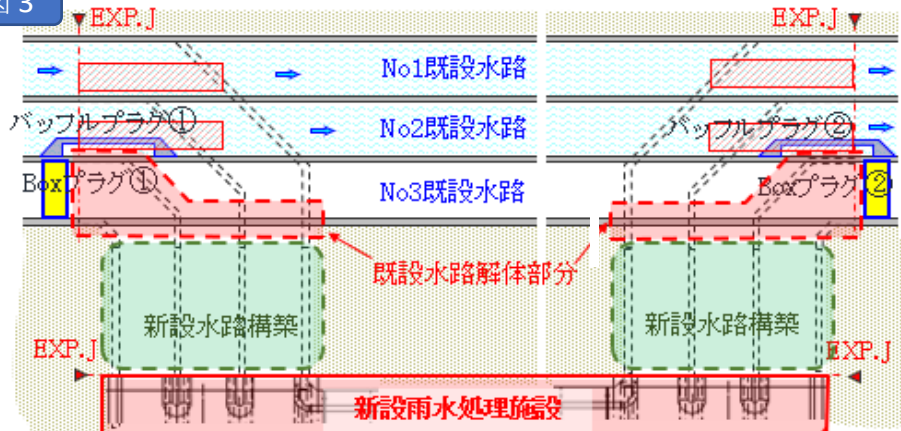 図3
EXP.J
EXP.J
No1既設水路
バッフルプラグ①
No2既設水路
バッフルプラグ②
Boxプラグ①
No3既設水路
Boxプラグ②
既設水路解体部分
新設水路構築
新設水路構築
EXP.J
EXP.J
新設雨水処理施設